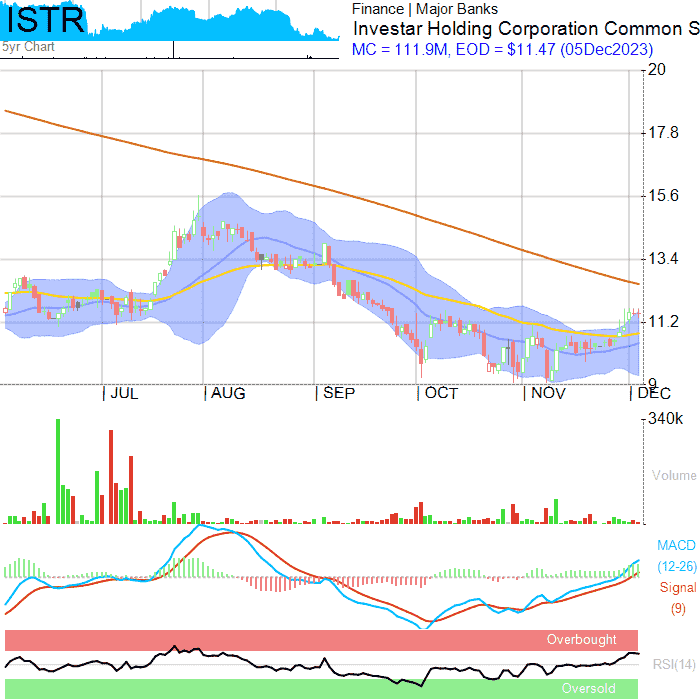 ISTR
5yr Chart
Finance | Major Banks
Investar Holding Corporation Common S
MC = 111.9M, EOD = $11.47 (05Dec2023)
20
17.8
15.6
13.4
11.2
9
JUL AUG SEP OCT NOV DEC
340k
Volume
MACD
(12-26)
Signal
(9)
Overbought
RSI(14)
Oversold